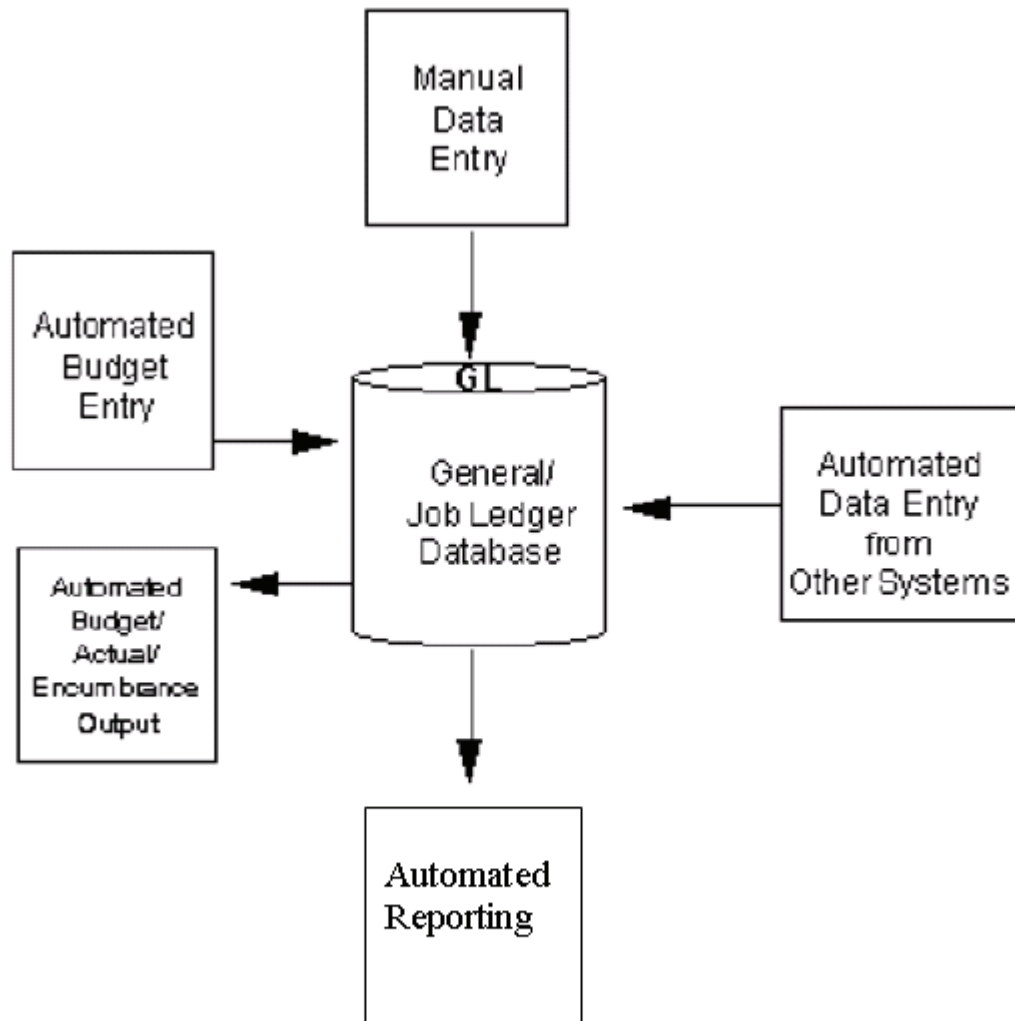 Manual
Data
Entry
Automated
Budget
Entry
GL
General/
Job Ledger
Database
Automated
Data Entry
from
Other Systems
Automated
Budget/
Actual/
Encumbrance
Output
Automated
Reporting